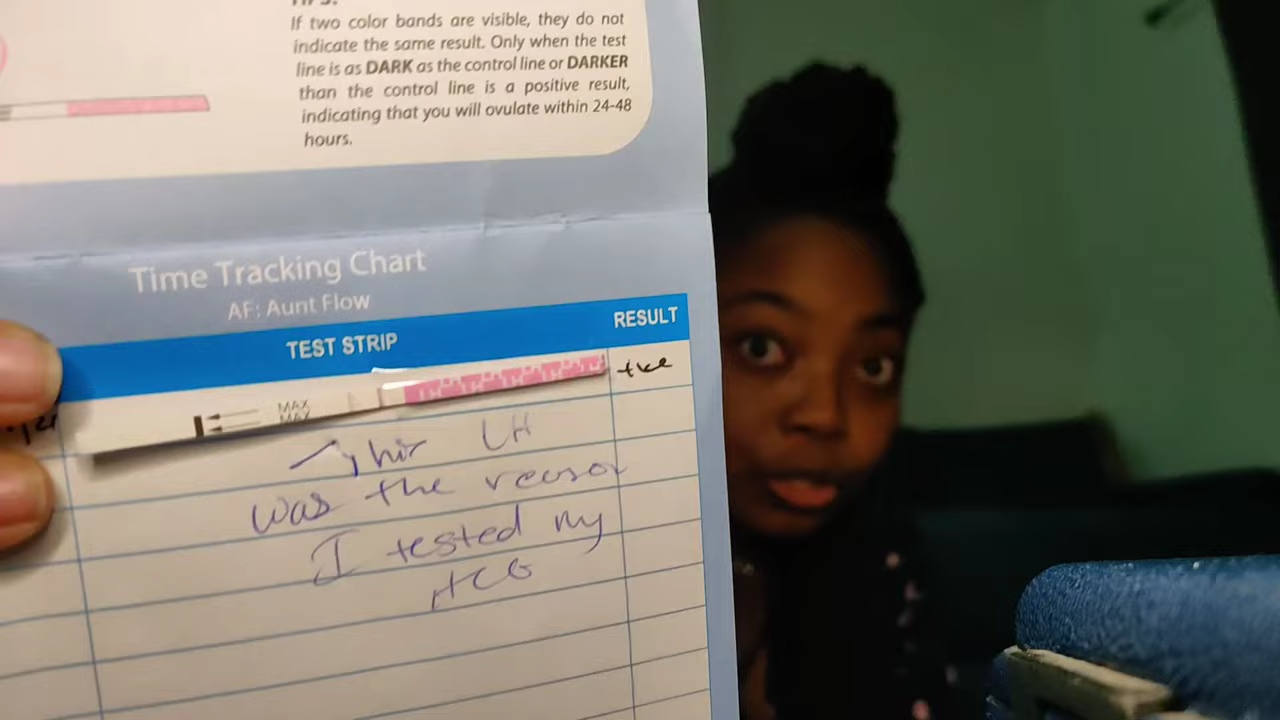 If two color bands are visible, they do not
indicate the same result. Only when the test
line is as DARK as the control line or DARKER
than the control line is a positive result,
indicating that you will ovulate within 24-48
hours.
Time Tracking Chart
AF: Aunt Flow
TEST STRIP RESULT
MAX
MAX
LH
+ve
this LH
was the reason
I tested my
HCG